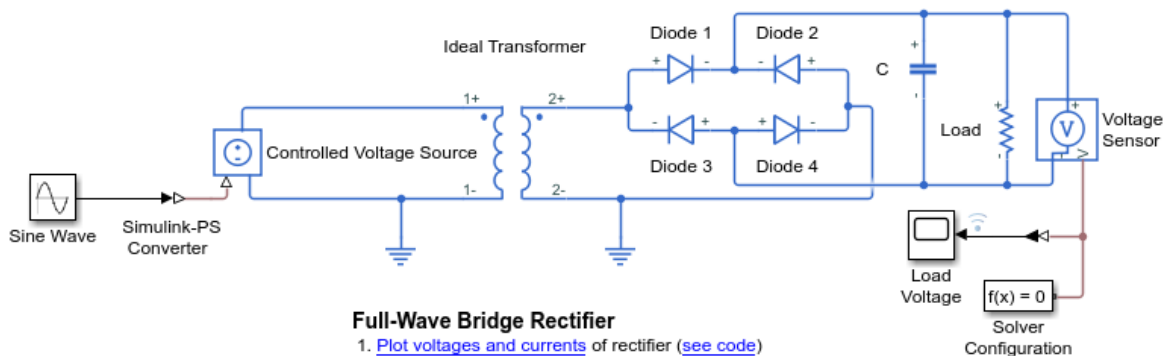 Diode 1
Diode 2
Ideal Transformer
+ - - +
+
C
-
1+
2+
+
Load
-
+
V
V
Voltage
Sensor
Controlled Voltage Source
- + + -
Diode 3
Diode 4
1-
2-
Sine Wave
Simulink-PS
Converter
Load
Voltage
f(x) = 0
Solver
Configuration
Full-Wave Bridge Rectifier
1. Plot voltages and currents of rectifier (see code)